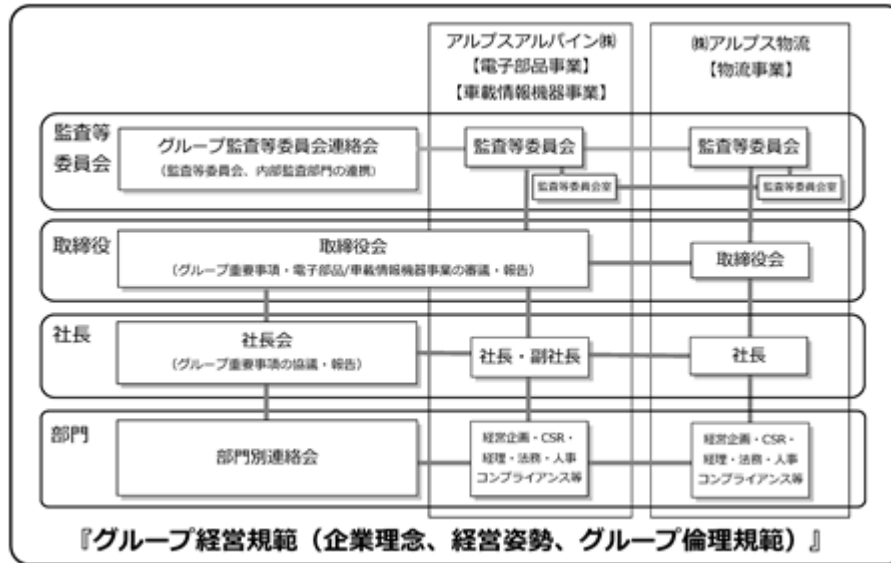 アルプスアルパイン㈱
【電子部品事業】
【車載情報機器事業】
㈱アルプス物流
【物流事業】
監査等
委員会
グループ監査等委員会連絡会
（監査等委員会、内部監査部門の連携）
監査等委員会
監査等委員会室
監査等委員会
監査等委員会室
取締役
取締役会
（グループ重要事項・電子部品/車載情報機器事業の審議・報告）
取締役会
社長
社長会
（グループ重要事項の協議・報告）
社長・副社長
社長
部門
部門別連絡会
経営企画・CSR・
経理・法務・人事
コンプライアンス等
経営企画・CSR・
経理・法務・人事
コンプライアンス等
『グループ経営規範（企業理念、経営姿勢、グループ倫理規範）』